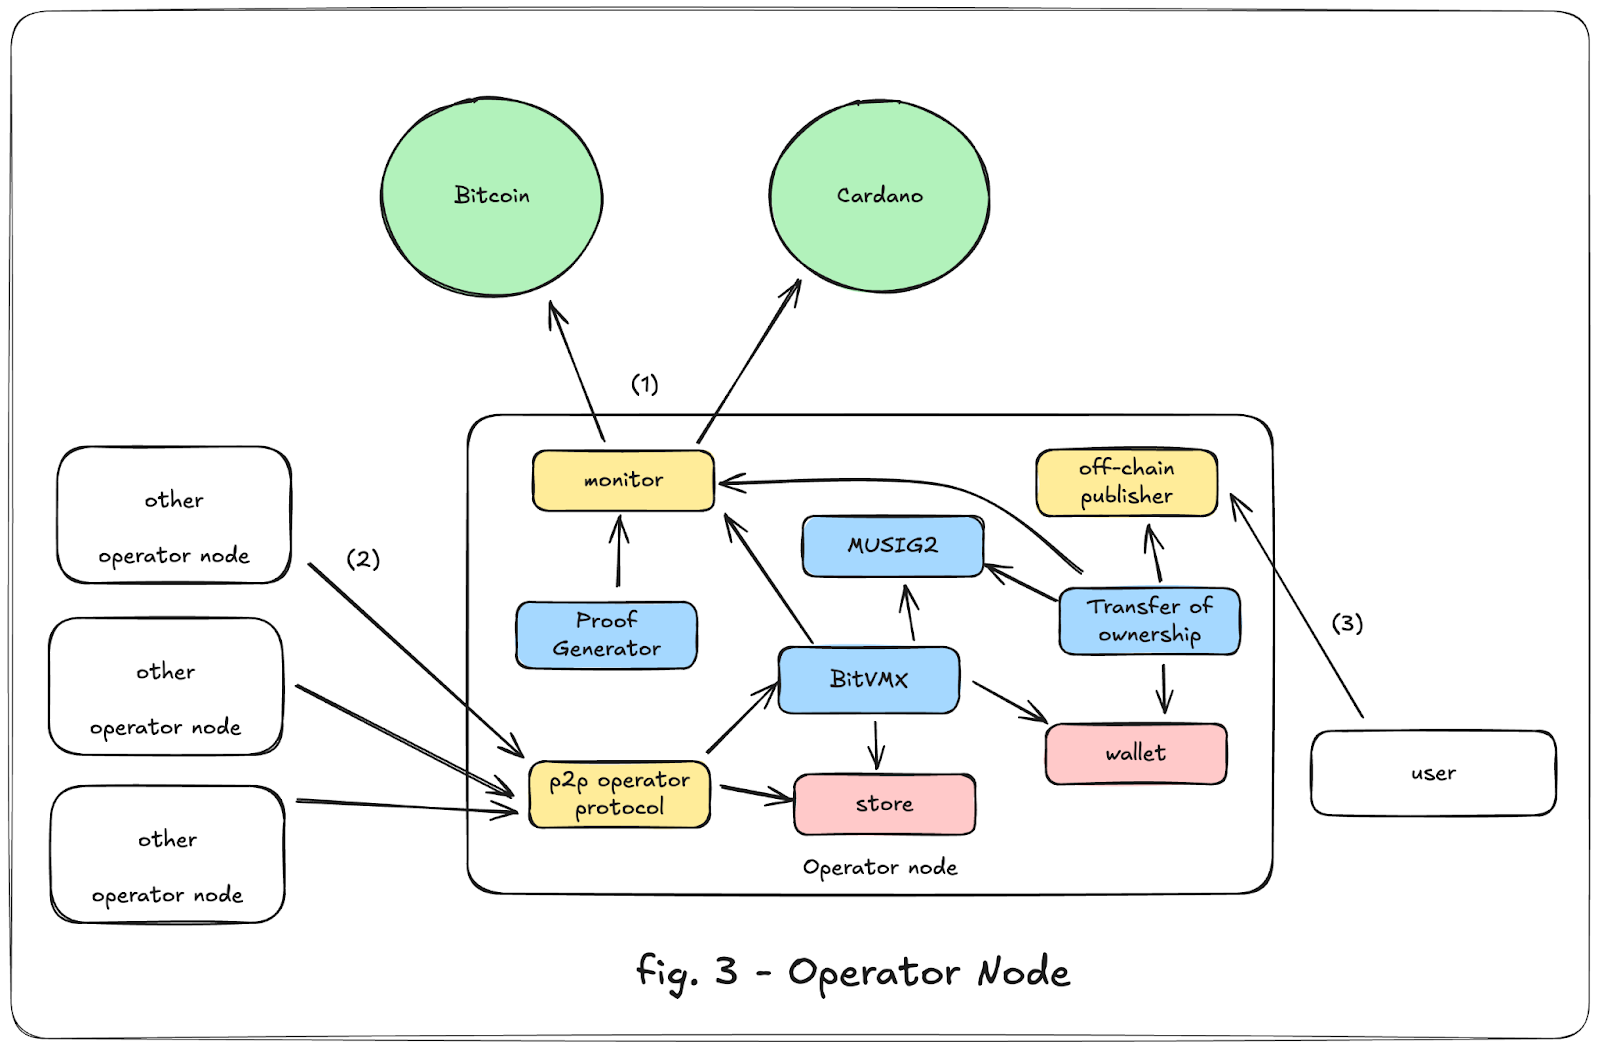 Bitcoin
Cardano
(1)
monitor
off-chain
publisher
other
operator node
(2)
MUSIG2
Proof
Generator
Transfer of
ownership
(3)
other
operator node
BitVMX
wallet
user
p2p operator
protocol
store
other
operator node
Operator node
fig. 3 - Operator Node